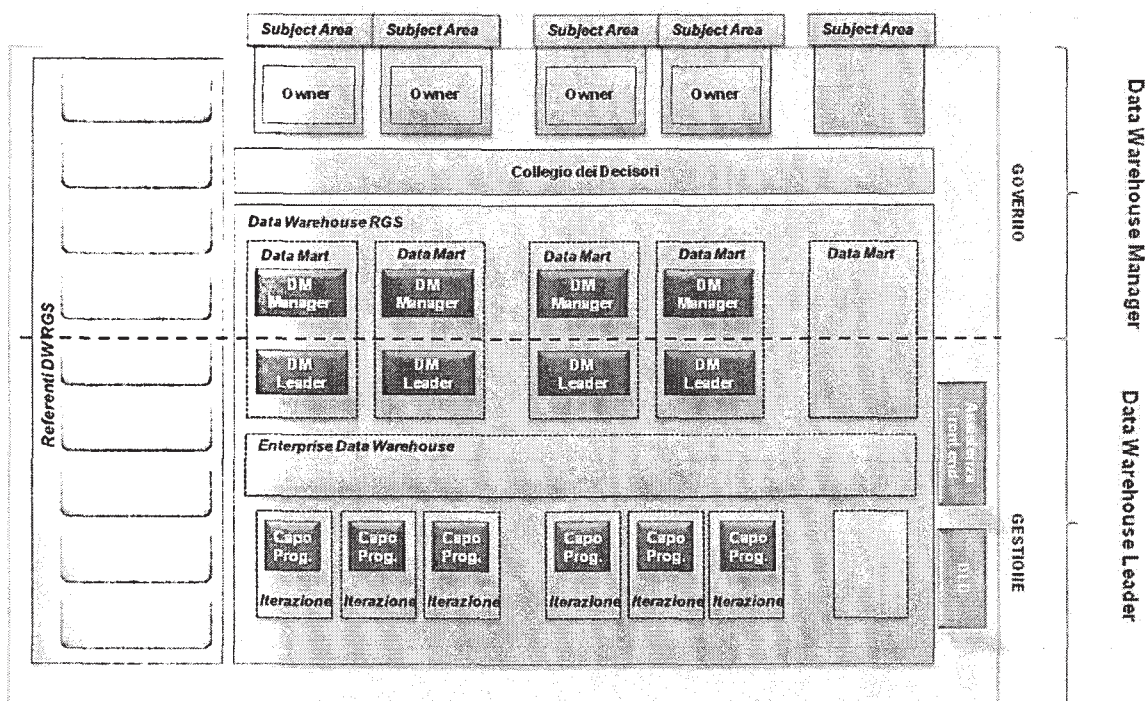 Subject Area Subject Area Subject Area Subject Area Subject Area
Owner Owner Owner Owner
Collegio dei Decisori
Data Warehouse RGS
Data Mart Data Mart Data Mart Data Mart Data Mart
DM DM DM DM
Manager Manager Manager Manager
DM DM DM DM
Leader Leader Leader Leader
Enterprise Data Warehouse
Capo Capo Capo Capo Capo Capo
Prog. Prog. Prog. Prog. Prog. Prog.
Iterazione Iterazione Iterazione Iterazione Iterazione Iterazione
Referenti DW RGS
GOVERNO
GESTIONE
Data Warehouse Manager
Data Warehouse Leader